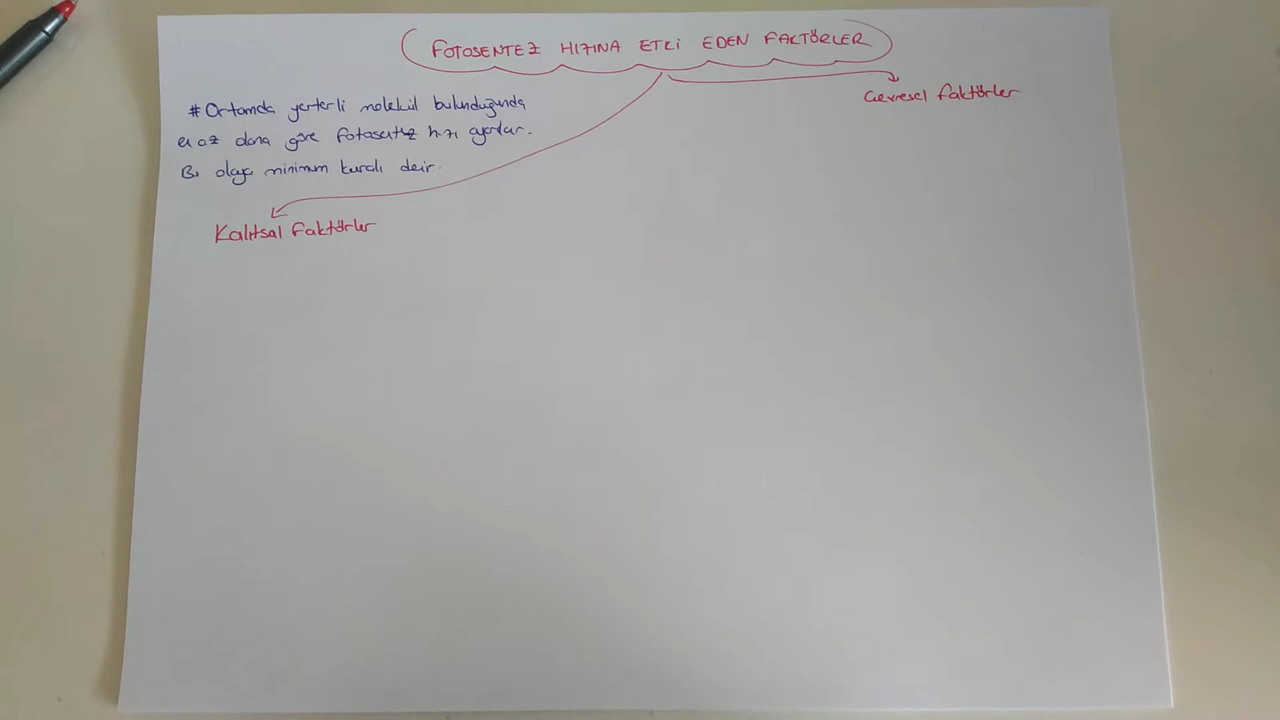 FOTOSENTEZ HIZINA ETKİ EDEN FAKTÖRLER
Çevresel Faktörler
# Ortamda yeterli molekül bulunduğunda
en az olana göre fotosentez hızı ayarlar.
Bu olaya minimum kuralı denir.
Kalıtsal Faktörler